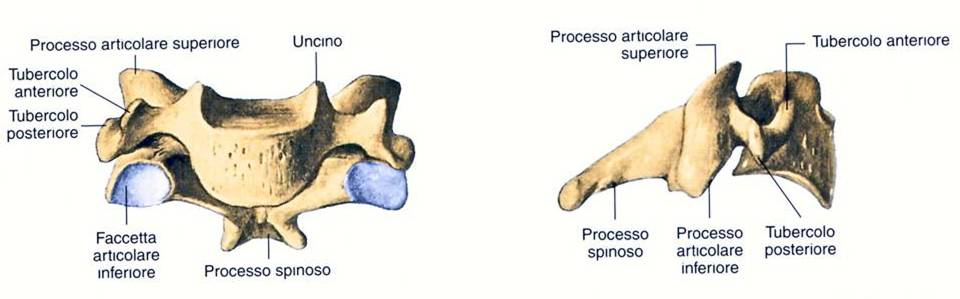 Processo articolare superiore
Uncino
Tubercolo
anteriore
Tubercolo
posteriore
Faccetta
articolare
inferiore
Processo spinoso
Processo articolare
superiore
Tubercolo anteriore
Processo
spinoso
Processo
articolare
inferiore
Tubercolo
posteriore